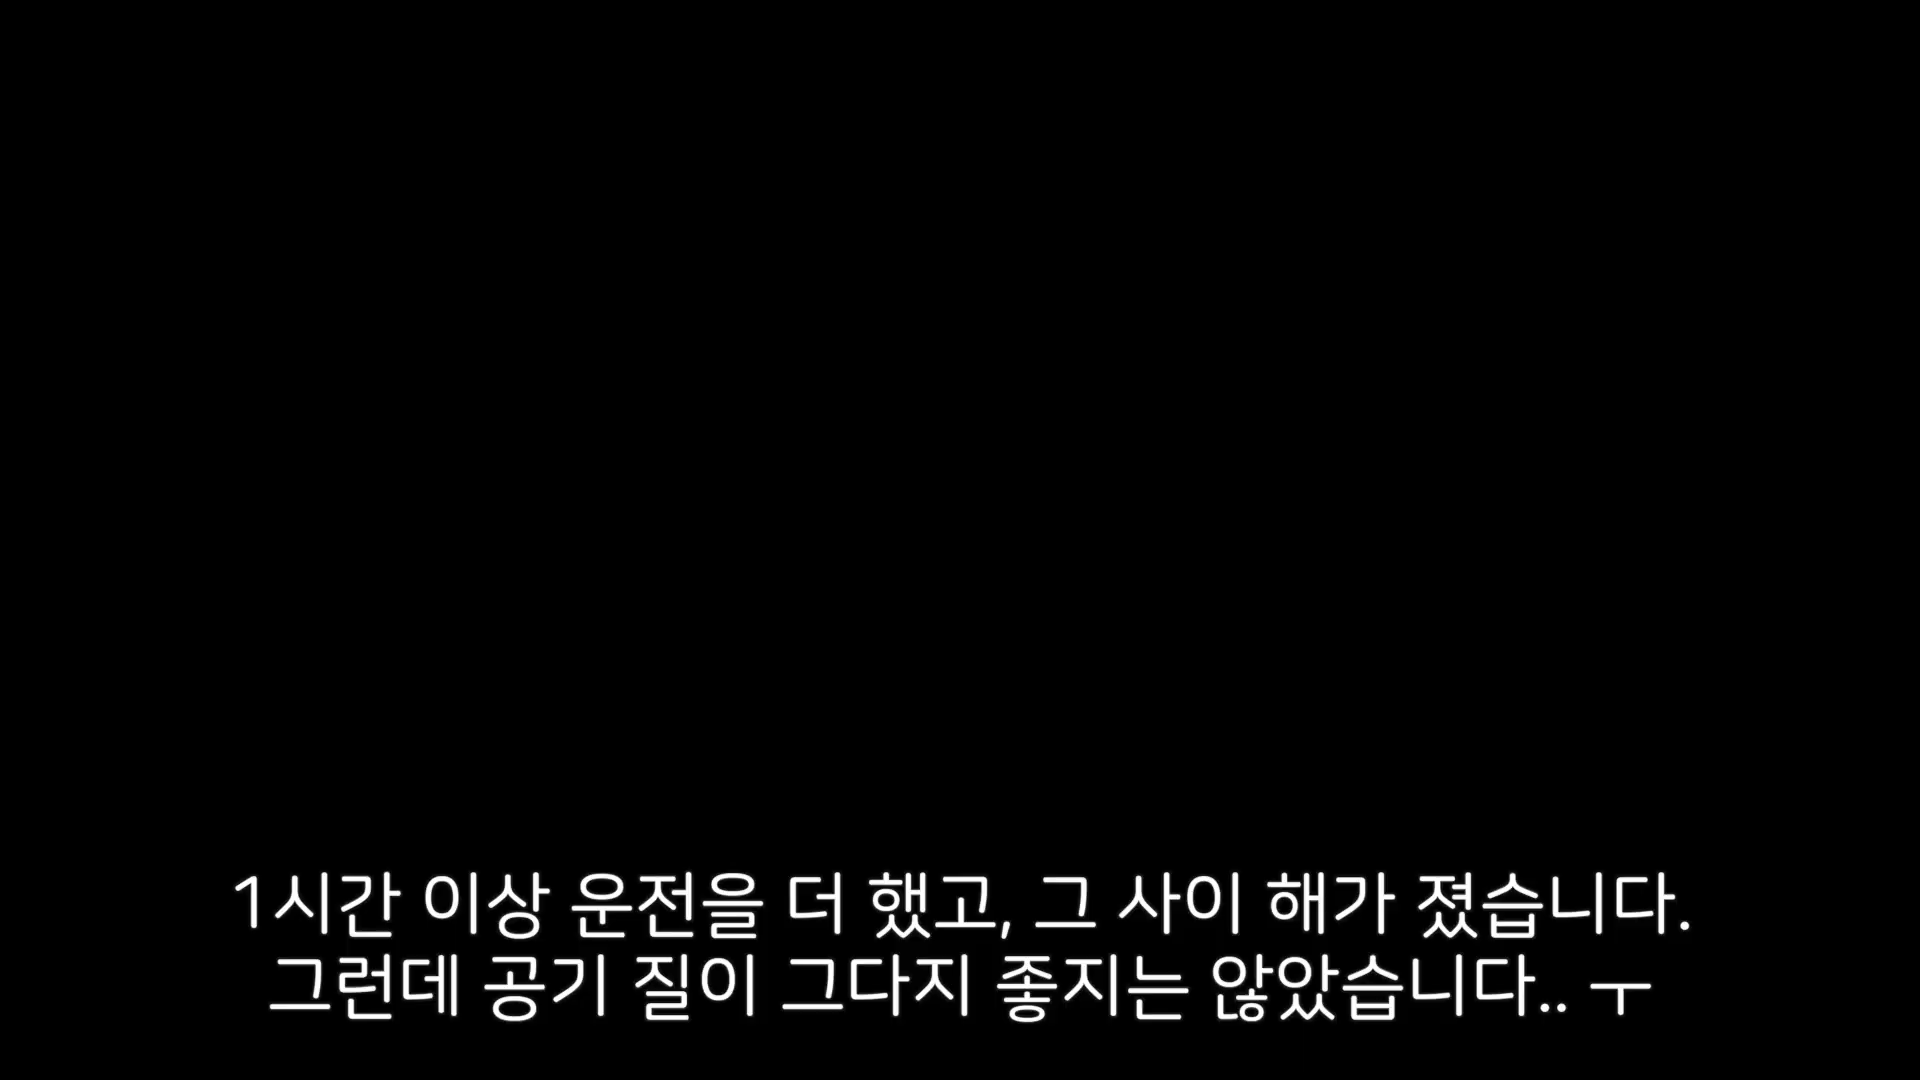 1시간 이상 운전을 더 했고, 그 사이 해가 졌습니다.
그런데 공기 질이 그다지 좋지는 않았습니다.. ㅜ